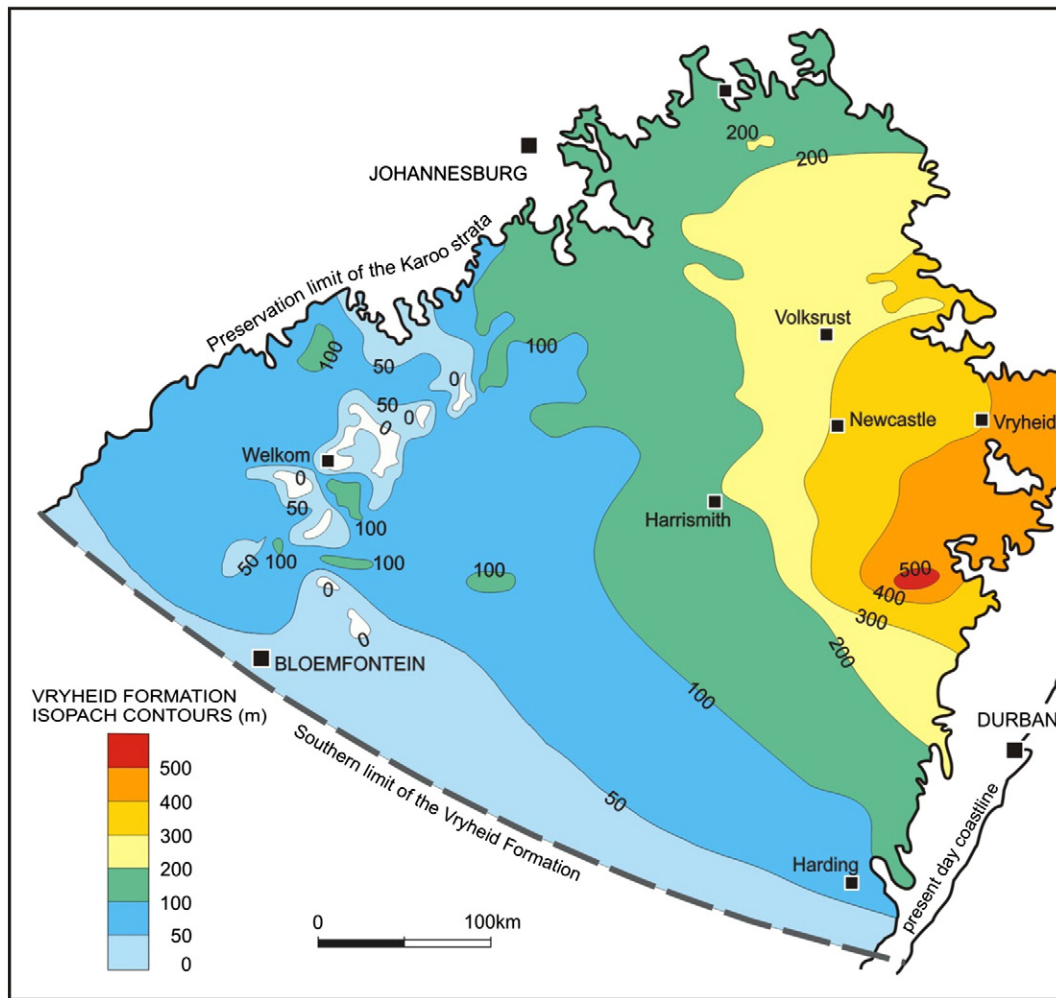 200
200
JOHANNESBURG
Preservation limit of the Karoo strata
Volksrust
100
100
50
0
50
0
0
Newcastle
Vryheid
Welkom
0
50
100
Harrismith
50
100
100
100
500
400
300
0
0
200
BLOEMFONTEIN
100
VRYHEID FORMATION
ISOPACH CONTOURS (m)
DURBAN
500
400
300
200
100
50
0
Southern limit of the Vryheid Formation
50
Harding
present day coastline
0 100km